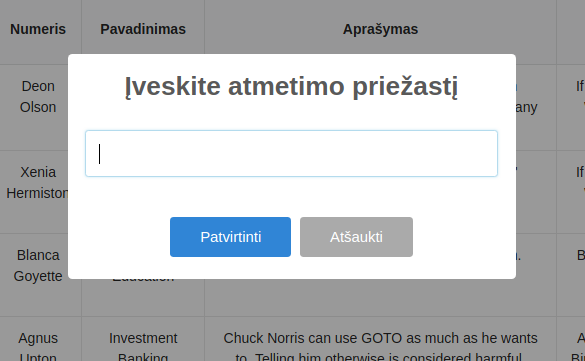 Numeris Pavadinimas Aprašymas
Įveskite atmetimo priežastį
Patvirtinti Atšaukti
Deon
Olson
If
any
Xenia
Hermiston
If
Blanca
Goyette
Education
B
Agnus
Upton
Investment
Banking
Chuck Norris can use GOTO as much as he wants
to. Telling him otherwise is considered harmful.
A